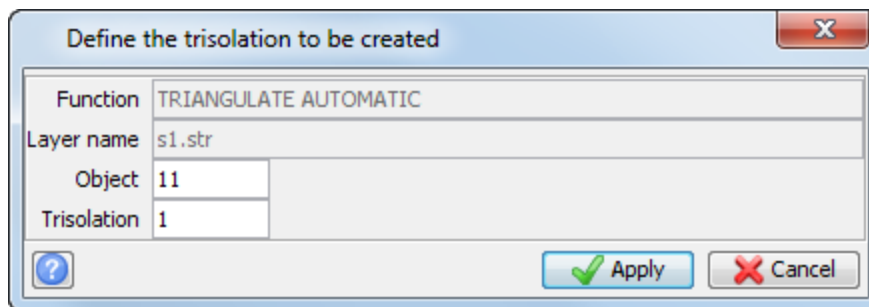 Define the trisolation to be created
Function TRIANGULATE AUTOMATIC
Layer name s1.str
Object 11
Trisolation 1
? Apply Cancel